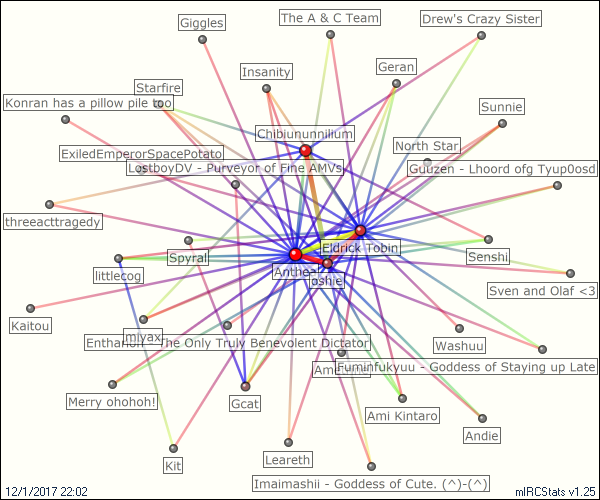 Giggles
The A & C Team
Drew's Crazy Sister
Insanity
Geran
Starfire
Konran has a pillow pile too
Sunnie
Chibiununnilium
North Star
ExiledEmperorSpacePotato
LostboyDV - Purveyor of Fine AMVs
Guuzen - Lhoord ofg Tyup0osd
threeacttragedy
Eldrick Tobin
Spyral
Senshi
littlecog
oshie
Sven and Olaf <3
Kaitou
miyax
- The Only Truly Benevolent Dictator
Washuu
Fuminfukyuu - Goddess of Staying up Late
Merry ohohoh!
Gcat
Ami Kintaro
Andie
Kit
Leareth
Imaimashii - Goddess of Cute. (^)-(^)
12/1/2017 22:02
mIRCStats v1.25